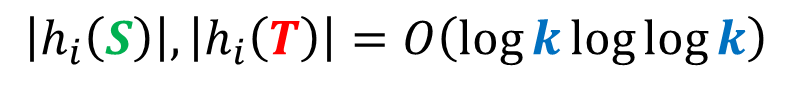 |hᵢ(S)|,|hᵢ(T)| = O(log k log log k)